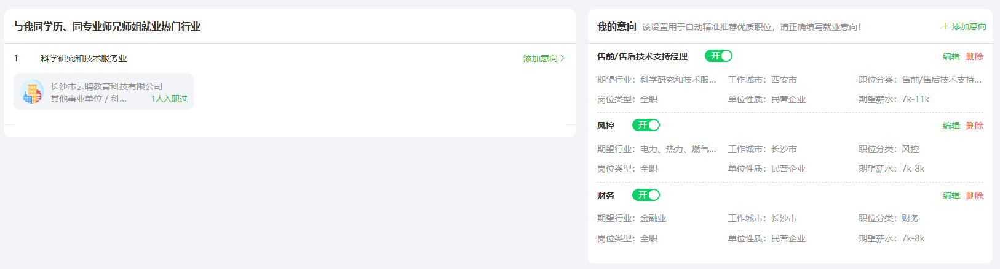 与我同学历、同专业师兄师姐就业热门行业
1 科学研究和技术服务业 添加意向
长沙市云聘教育科技有限公司
其他事业单位 / 科... 1人入职过
我的意向 该设置用于自动精准推荐优质职位，请正确填写就业意向! + 添加意向
售前/售后技术支持经理 开 编辑 删除
期望行业：科学研究和技术服... 工作城市：西安市 职位分类：售前/售后技术支持...
岗位类型：全职 单位性质：民营企业 期望薪水：7k-11k
风控 开 编辑 删除
期望行业：电力、热力、燃气... 工作城市：长沙市 职位分类：风控
岗位类型：全职 单位性质：民营企业 期望薪水：7k-8k
财务 开 编辑 删除
期望行业：金融业 工作城市：长沙市 职位分类：财务
岗位类型：全职 单位性质：民营企业 期望薪水：7k-8k